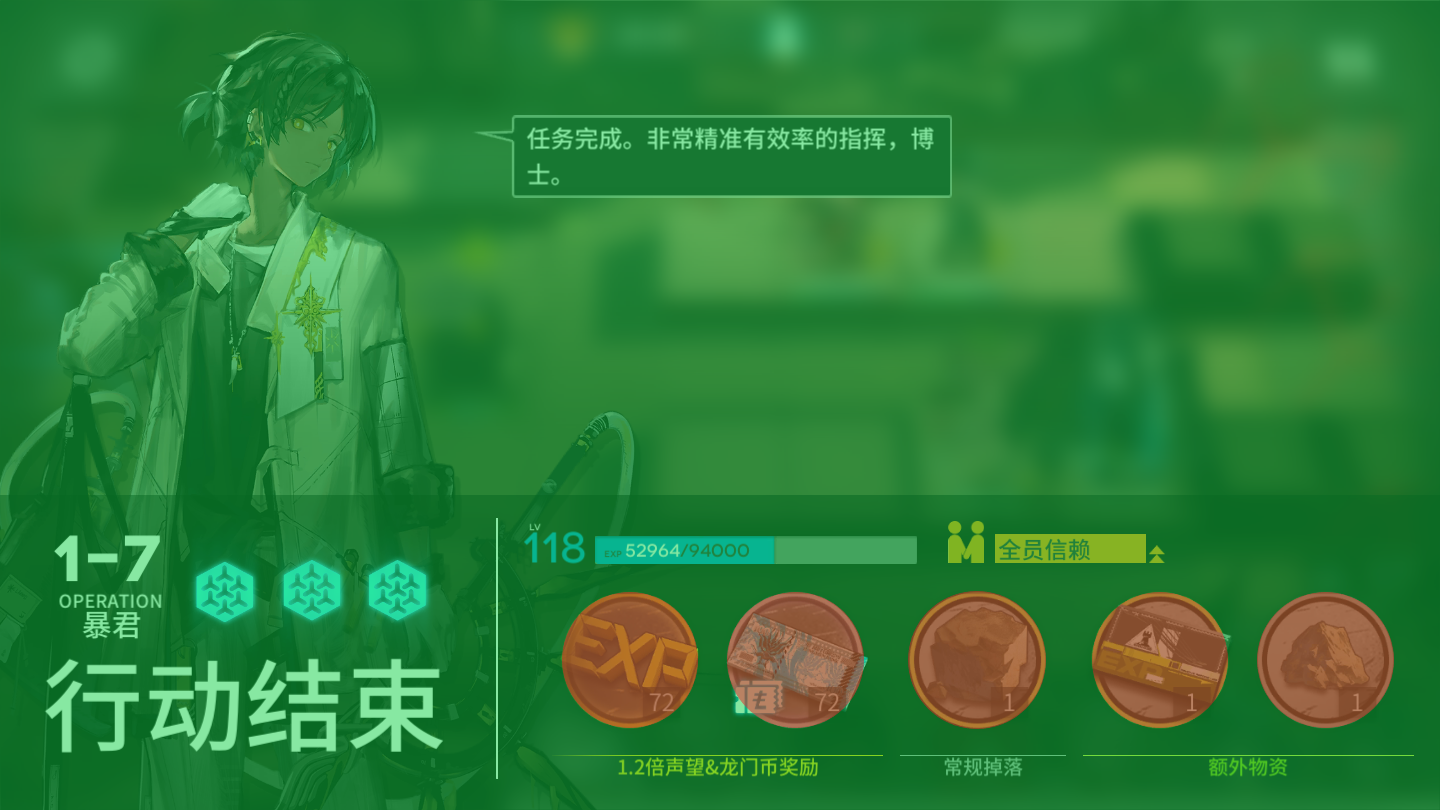 任务完成。非常精准有效率的指挥，博
士。
1-7
OPERATION
暴君
行动结束
LV
118
EXP 52964/94000
全员信赖
EXP
72
72
1
EXP
1
1
1.2倍声望&龙门币奖励
常规掉落
额外物资